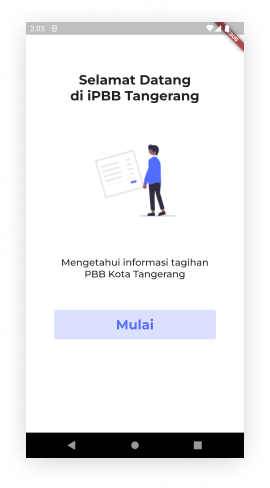 2:03
Selamat Datang
di iPBB Tangerang
Mengetahui informasi tagihan
PBB Kota Tangerang
Mulai